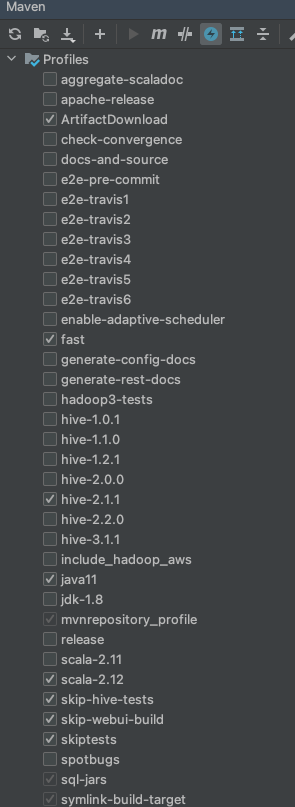 Maven
Profiles
aggregate-scaladoc
apache-release
ArtifactDownload
check-convergence
docs-and-source
e2e-pre-commit
e2e-travis1
e2e-travis2
e2e-travis3
e2e-travis4
e2e-travis5
e2e-travis6
enable-adaptive-scheduler
fast
generate-config-docs
generate-rest-docs
hadoop3-tests
hive-1.0.1
hive-1.1.0
hive-1.2.1
hive-2.0.0
hive-2.1.1
hive-2.2.0
hive-3.1.1
include_hadoop_aws
java11
jdk-1.8
mvnrepository_profile
release
scala-2.11
scala-2.12
skip-hive-tests
skip-webui-build
skiptests
spotbugs
sql-jars
symlink-build-target